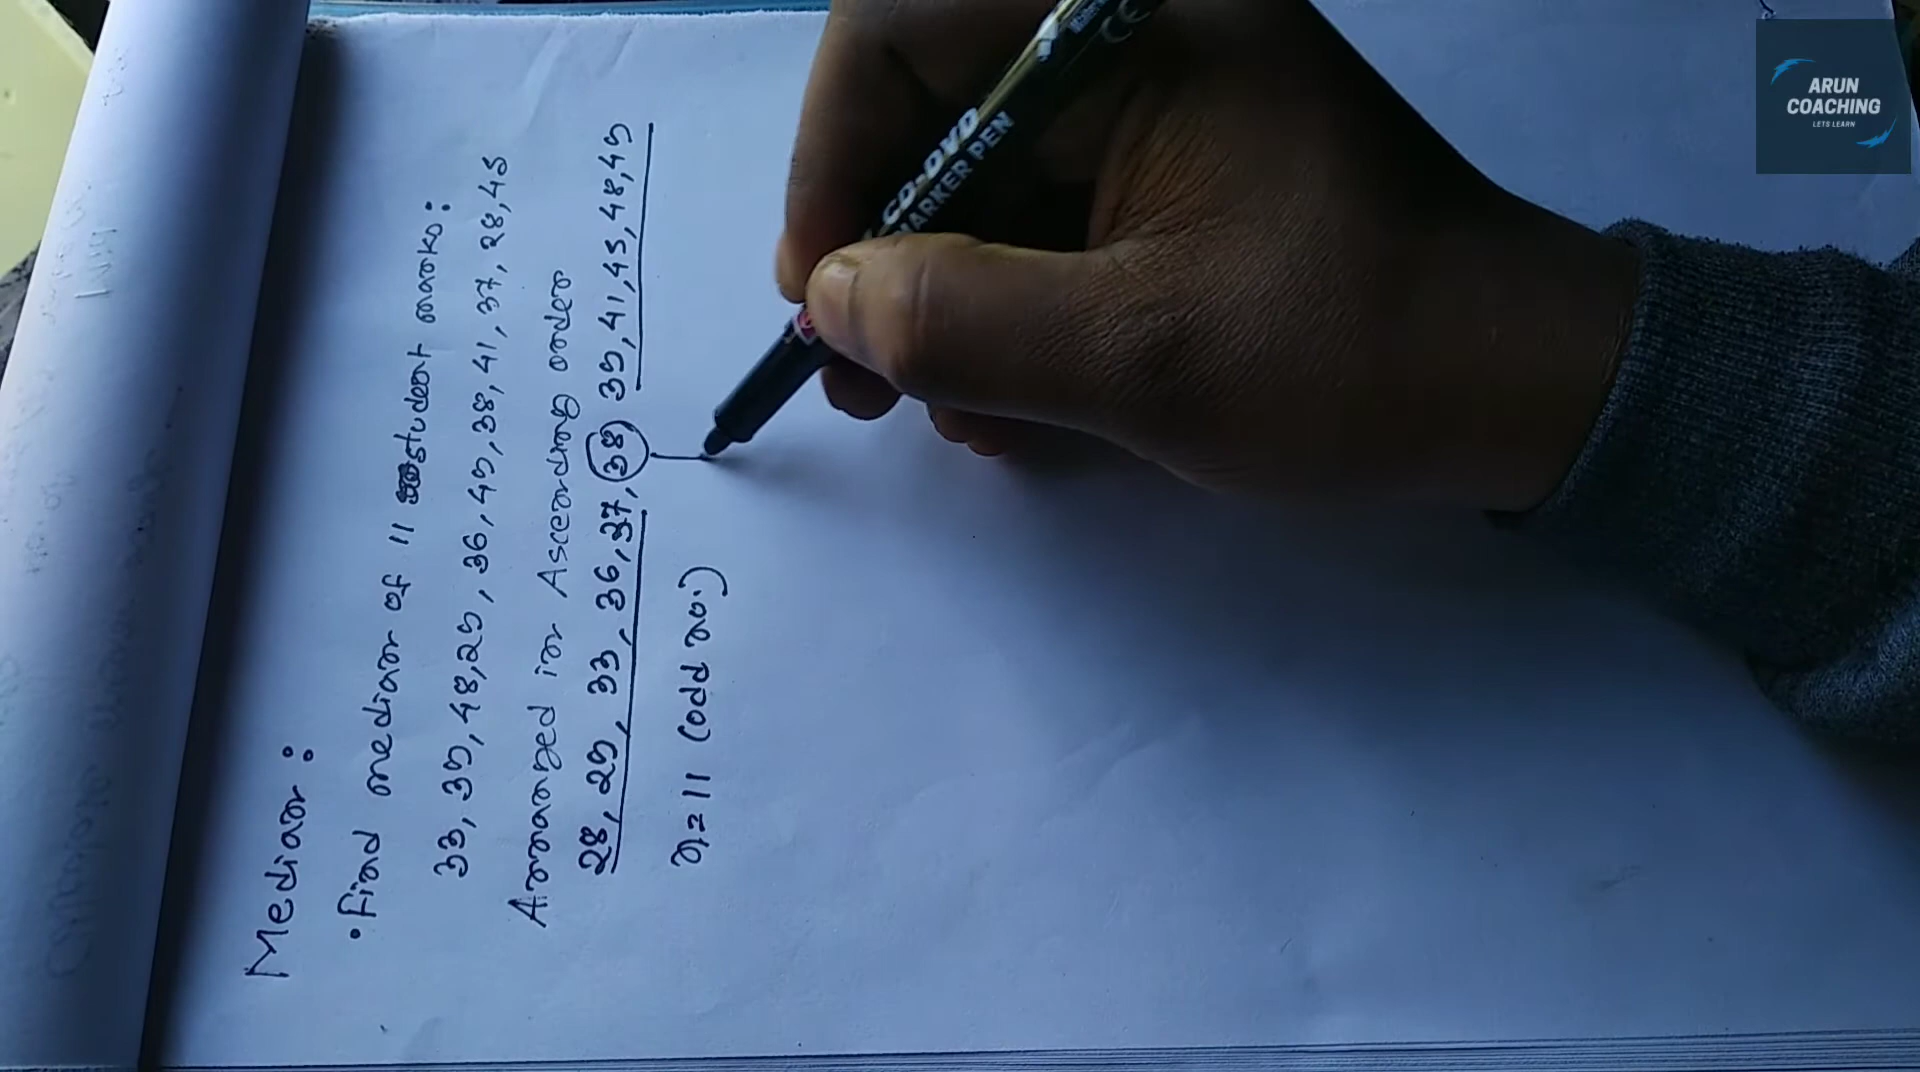 Median :
• Find median of 11 student marks :
33, 39, 48, 29, 36, 49, 38, 41, 37, 28, 45
Arranged in Ascending order
28, 29, 33, 36, 37, 38, 39, 41, 45, 48, 49
n=11 (odd no.)
CD-DVD
MARKER PEN
CE
ARUN
COACHING
LETS LEARN